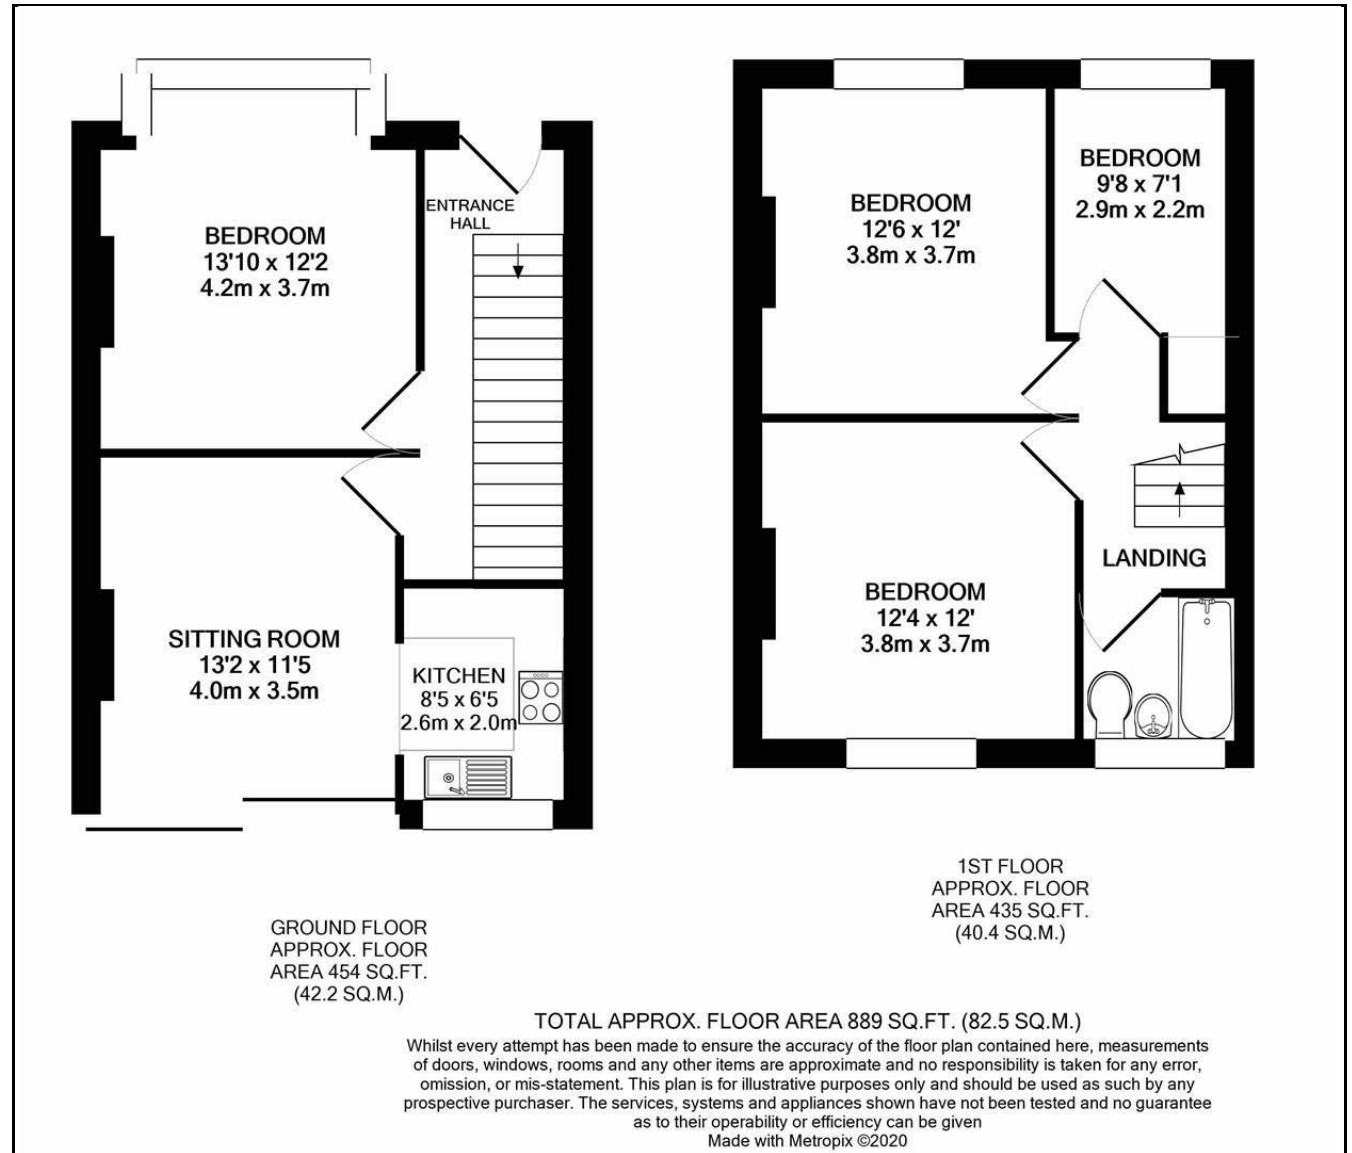 BEDROOM
13'10 x 12'2
4.2m x 3.7m
ENTRANCE
HALL
SITTING ROOM
13'2 x 11'5
4.0m x 3.5m
KITCHEN
8'5 x 6'5
2.6m x 2.0m
GROUND FLOOR
APPROX. FLOOR
AREA 454 SQ.FT.
(42.2 SQ.M.)
BEDROOM
12'6 x 12'
3.8m x 3.7m
BEDROOM
9'8 x 7'1
2.9m x 2.2m
LANDING
BEDROOM
12'4 x 12'
3.8m x 3.7m
1ST FLOOR
APPROX. FLOOR
AREA 435 SQ.FT.
(40.4 SQ.M.)
TOTAL APPROX. FLOOR AREA 889 SQ.FT. (82.5 SQ.M.)
Whilst every attempt has been made to ensure the accuracy of the floor plan contained here, measurements
of doors, windows, rooms and any other items are approximate and no responsibility is taken for any error,
omission, or mis-statement. This plan is for illustrative purposes only and should be used as such by any
prospective purchaser. The services, systems and appliances shown have not been tested and no guarantee
as to their operability or efficiency can be given
Made with Metropix ©2020